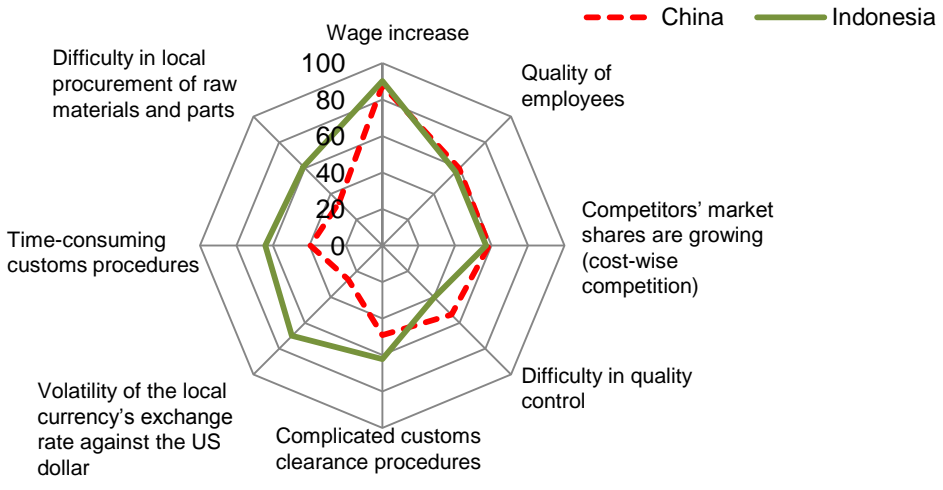 China
Indonesia
Wage increase
Quality of
employees
Competitors’ market
shares are growing
(cost-wise
competition)
Difficulty in quality
control
Complicated customs
clearance procedures
Volatility of the local
currency’s exchange
rate against the US
dollar
Time-consuming
customs procedures
Difficulty in local
procurement of raw
materials and parts
100
80
60
40
20
0